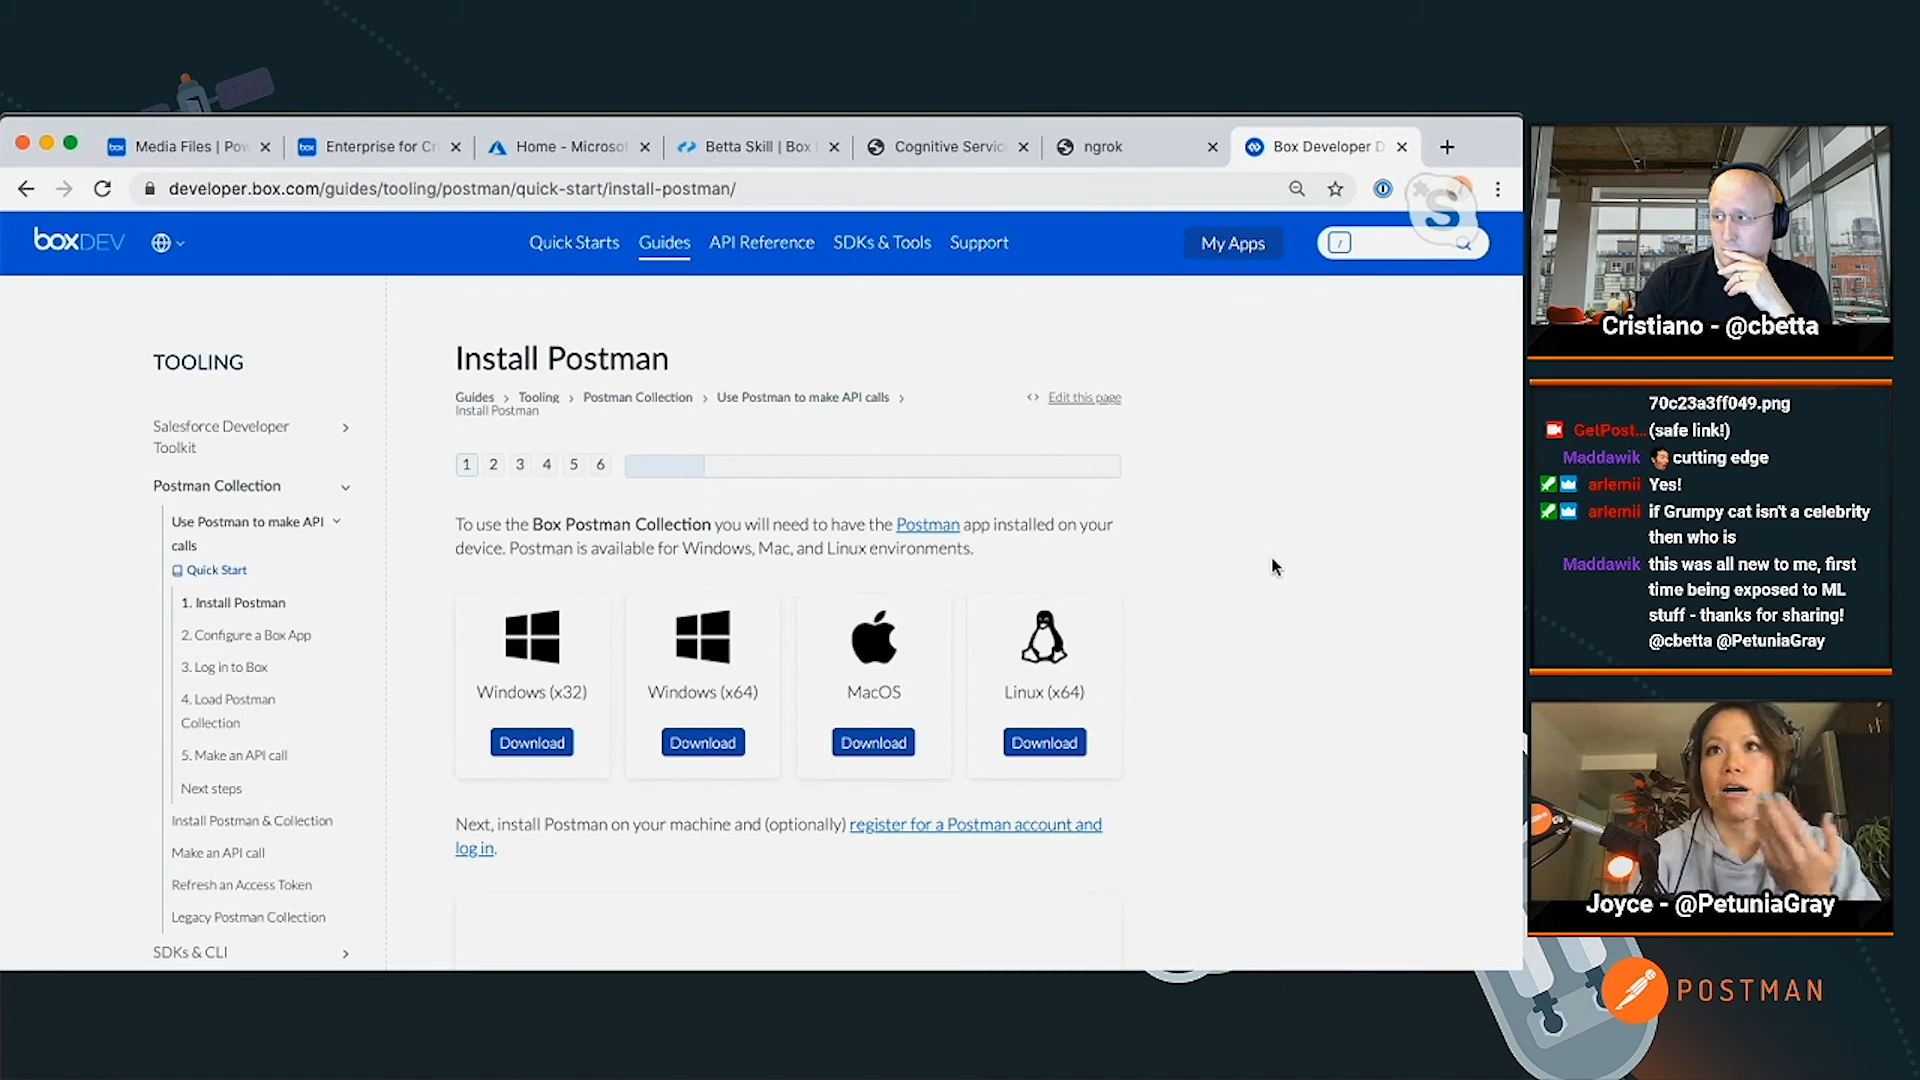 Media Files | Pow
Enterprise for Cr
Home - Microsof
Betta Skill | Box
Cognitive Servic
ngrok
Box Developer D
developer.box.com/guides/tooling/postman/quick-start/install-postman/
boxDEV
Quick Starts
Guides
API Reference
SDKs & Tools
Support
My Apps
/
TOOLING
Salesforce Developer
Toolkit
Postman Collection
Use Postman to make API
calls
Quick Start
1. Install Postman
2. Configure a Box App
3. Log in to Box
4. Load Postman
Collection
5. Make an API call
Next steps
Install Postman & Collection
Make an API call
Refresh an Access Token
Legacy Postman Collection
SDKs & CLI
Install Postman
Guides > Tooling > Postman Collection > Use Postman to make API calls >
Install Postman
Edit this page
1 2 3 4 5 6
To use the Box Postman Collection you will need to have the Postman app installed on your
device. Postman is available for Windows, Mac, and Linux environments.
Windows (x32)
Download
Windows (x64)
Download
MacOS
Download
Linux (x64)
Download
Next, install Postman on your machine and (optionally) register for a Postman account and
log in.
Cristiano - @cbetta
70c23a3ff049.png
GetPost... (safe link!)
Maddawik cutting edge
arlemii Yes!
arlemii if Grumpy cat isn't a celebrity
then who is
Maddawik this was all new to me, first
time being exposed to ML
stuff - thanks for sharing!
@cbetta @PetuniaGray
Joyce - @PetuniaGray
POSTMAN